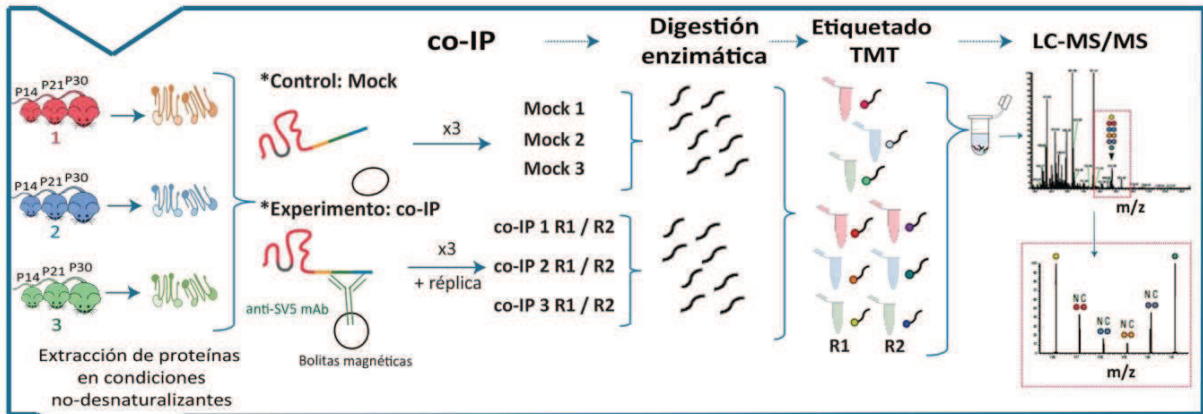 co-IP
Digestión
enzimática
Etiquetado
TMT
LC-MS/MS
P14 P21 P30
1
P14 P21 P30
2
P14 P21 P30
3
Extracción de proteínas
en condiciones
no-desnaturalizantes
*Control: Mock
x3
Mock 1
Mock 2
Mock 3
*Experimento: co-IP
anti-SV5 mAb
Bolitas magnéticas
x3
+ réplica
co-IP 1 R1 / R2
co-IP 2 R1 / R2
co-IP 3 R1 / R2
R1 R2
m/z
N C
N C
N C
N C
m/z